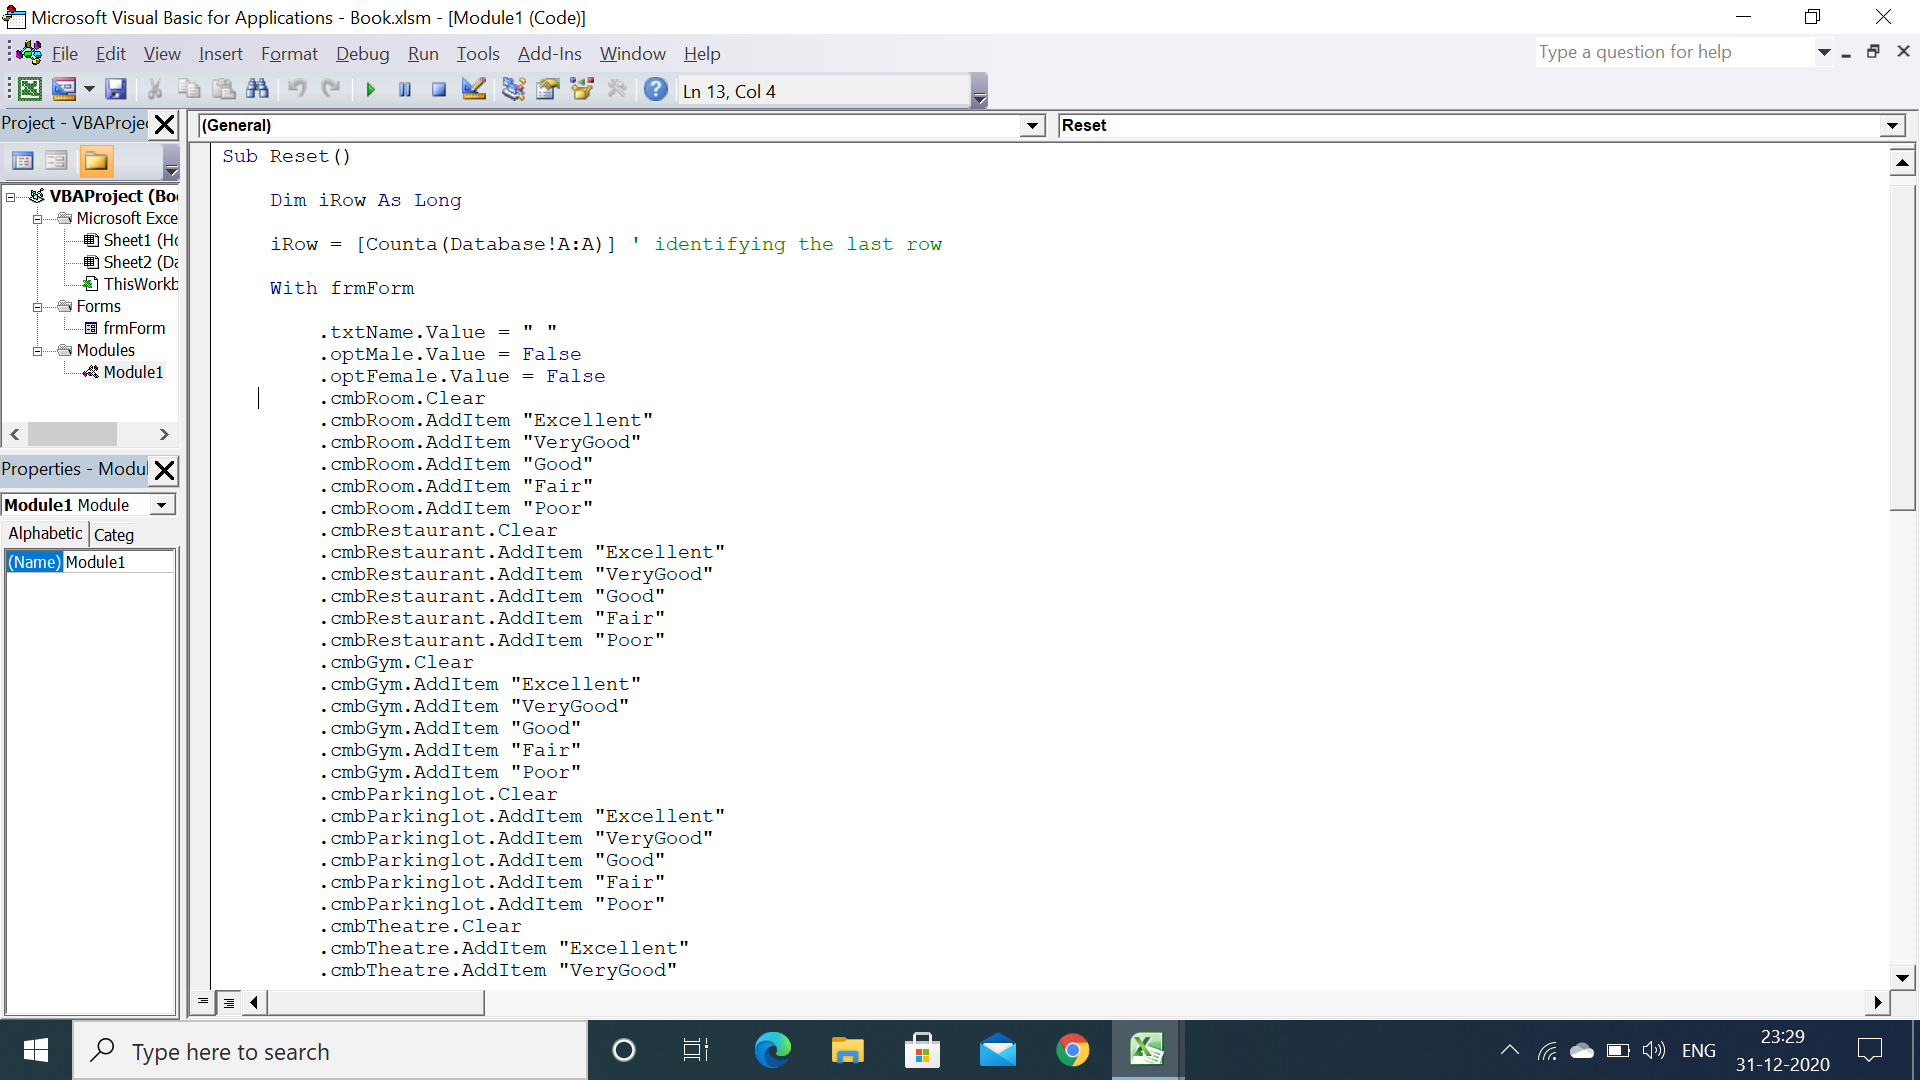 Microsoft Visual Basic for Applications - Book.xlsm - [Module1 (Code)]
File Edit View Insert Format Debug Run Tools Add-Ins Window Help
Type a question for help
Ln 13, Col 4
Project - VBAProje
(General)
Reset
VBAProject (Bo
Microsoft Exce
Sheet1 (Ho
Sheet2 (Da
ThisWorkb
Forms
frmForm
Modules
Module1
Properties - Modul
Module1 Module
Alphabetic Categ
(Name) Module1
Sub Reset()
Dim iRow As Long
iRow = [Counta(Database!A:A)] ' identifying the last row
With frmForm
.txtName.Value = " "
.optMale.Value = False
.optFemale.Value = False
.cmbRoom.Clear
.cmbRoom.AddItem "Excellent"
.cmbRoom.AddItem "VeryGood"
.cmbRoom.AddItem "Good"
.cmbRoom.AddItem "Fair"
.cmbRoom.AddItem "Poor"
.cmbRestaurant.Clear
.cmbRestaurant.AddItem "Excellent"
.cmbRestaurant.AddItem "VeryGood"
.cmbRestaurant.AddItem "Good"
.cmbRestaurant.AddItem "Fair"
.cmbRestaurant.AddItem "Poor"
.cmbGym.Clear
.cmbGym.AddItem "Excellent"
.cmbGym.AddItem "VeryGood"
.cmbGym.AddItem "Good"
.cmbGym.AddItem "Fair"
.cmbGym.AddItem "Poor"
.cmbParkinglot.Clear
.cmbParkinglot.AddItem "Excellent"
.cmbParkinglot.AddItem "VeryGood"
.cmbParkinglot.AddItem "Good"
.cmbParkinglot.AddItem "Fair"
.cmbParkinglot.AddItem "Poor"
.cmbTheatre.Clear
.cmbTheatre.AddItem "Excellent"
.cmbTheatre.AddItem "VeryGood"
Type here to search
ENG
23:29
31-12-2020